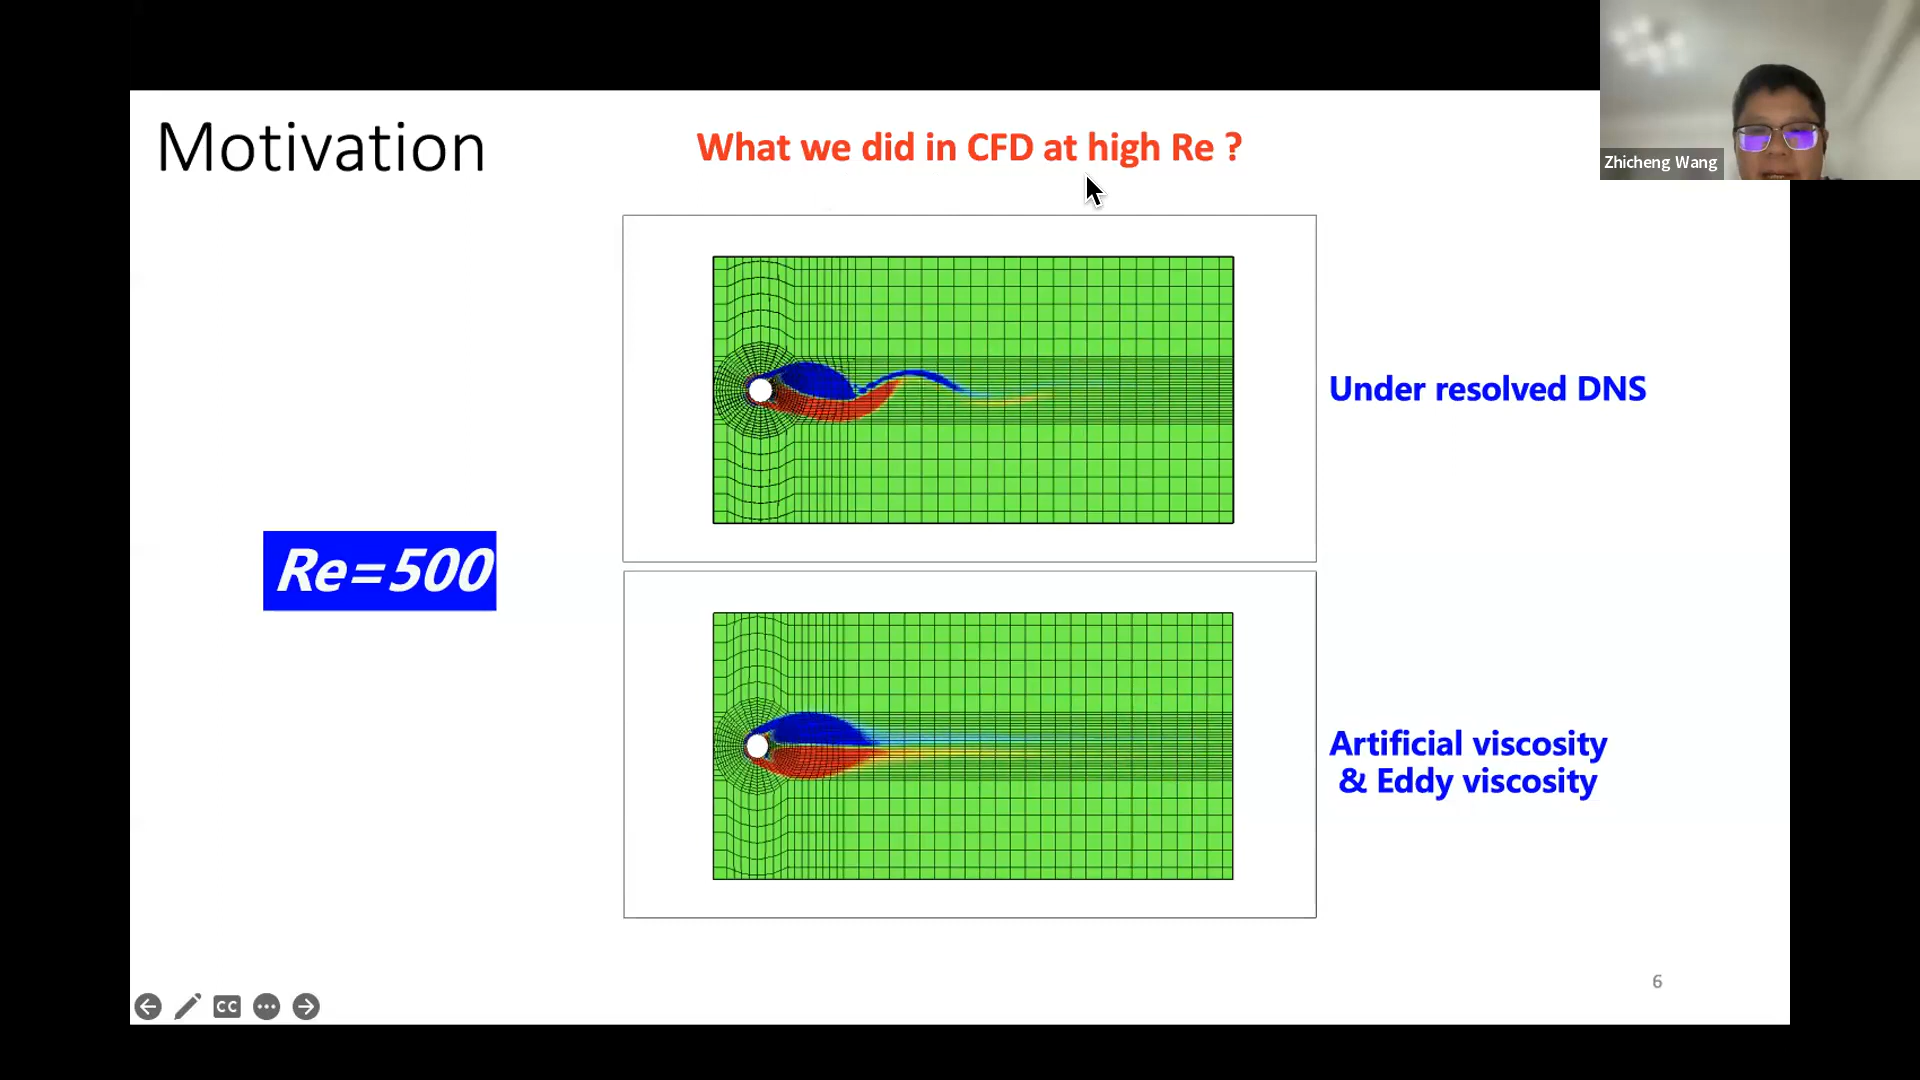 Motivation
What we did in CFD at high Re ?
Zhicheng Wang
Under resolved DNS
Re=500
Artificial viscosity
& Eddy viscosity
6
CC